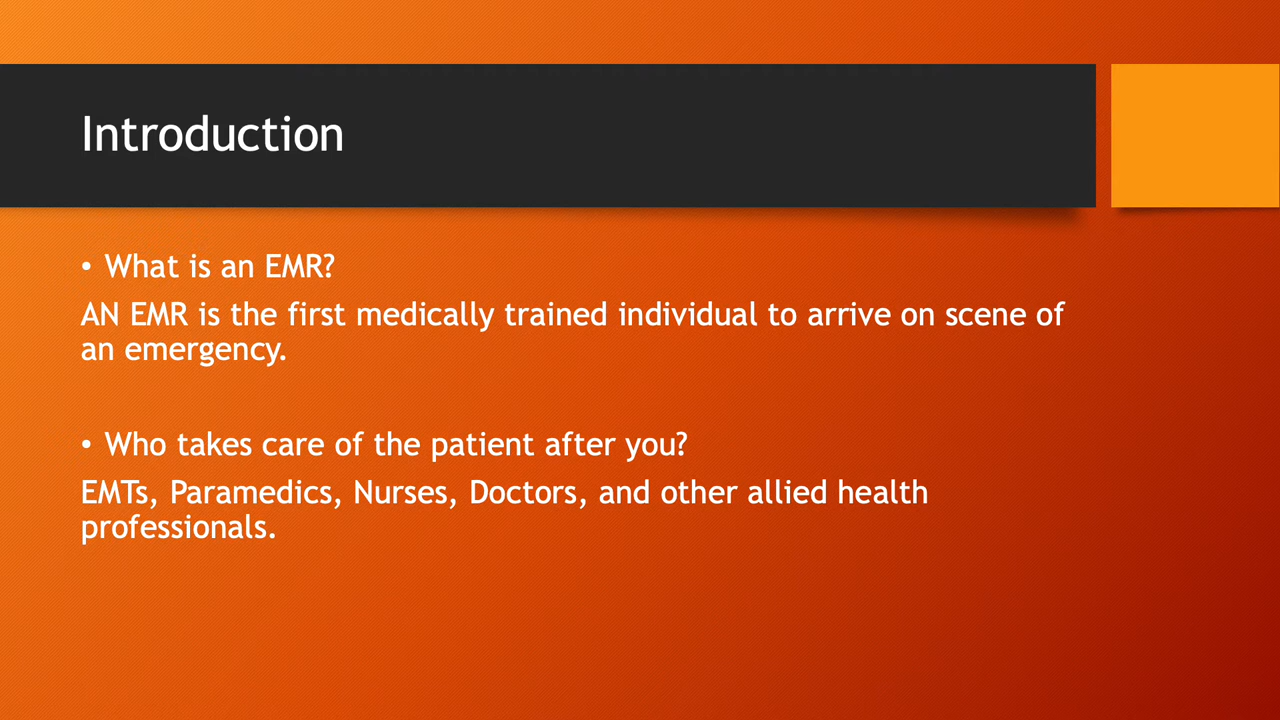 Introduction
• What is an EMR?
AN EMR is the first medically trained individual to arrive on scene of
an emergency.
• Who takes care of the patient after you?
EMTs, Paramedics, Nurses, Doctors, and other allied health
professionals.